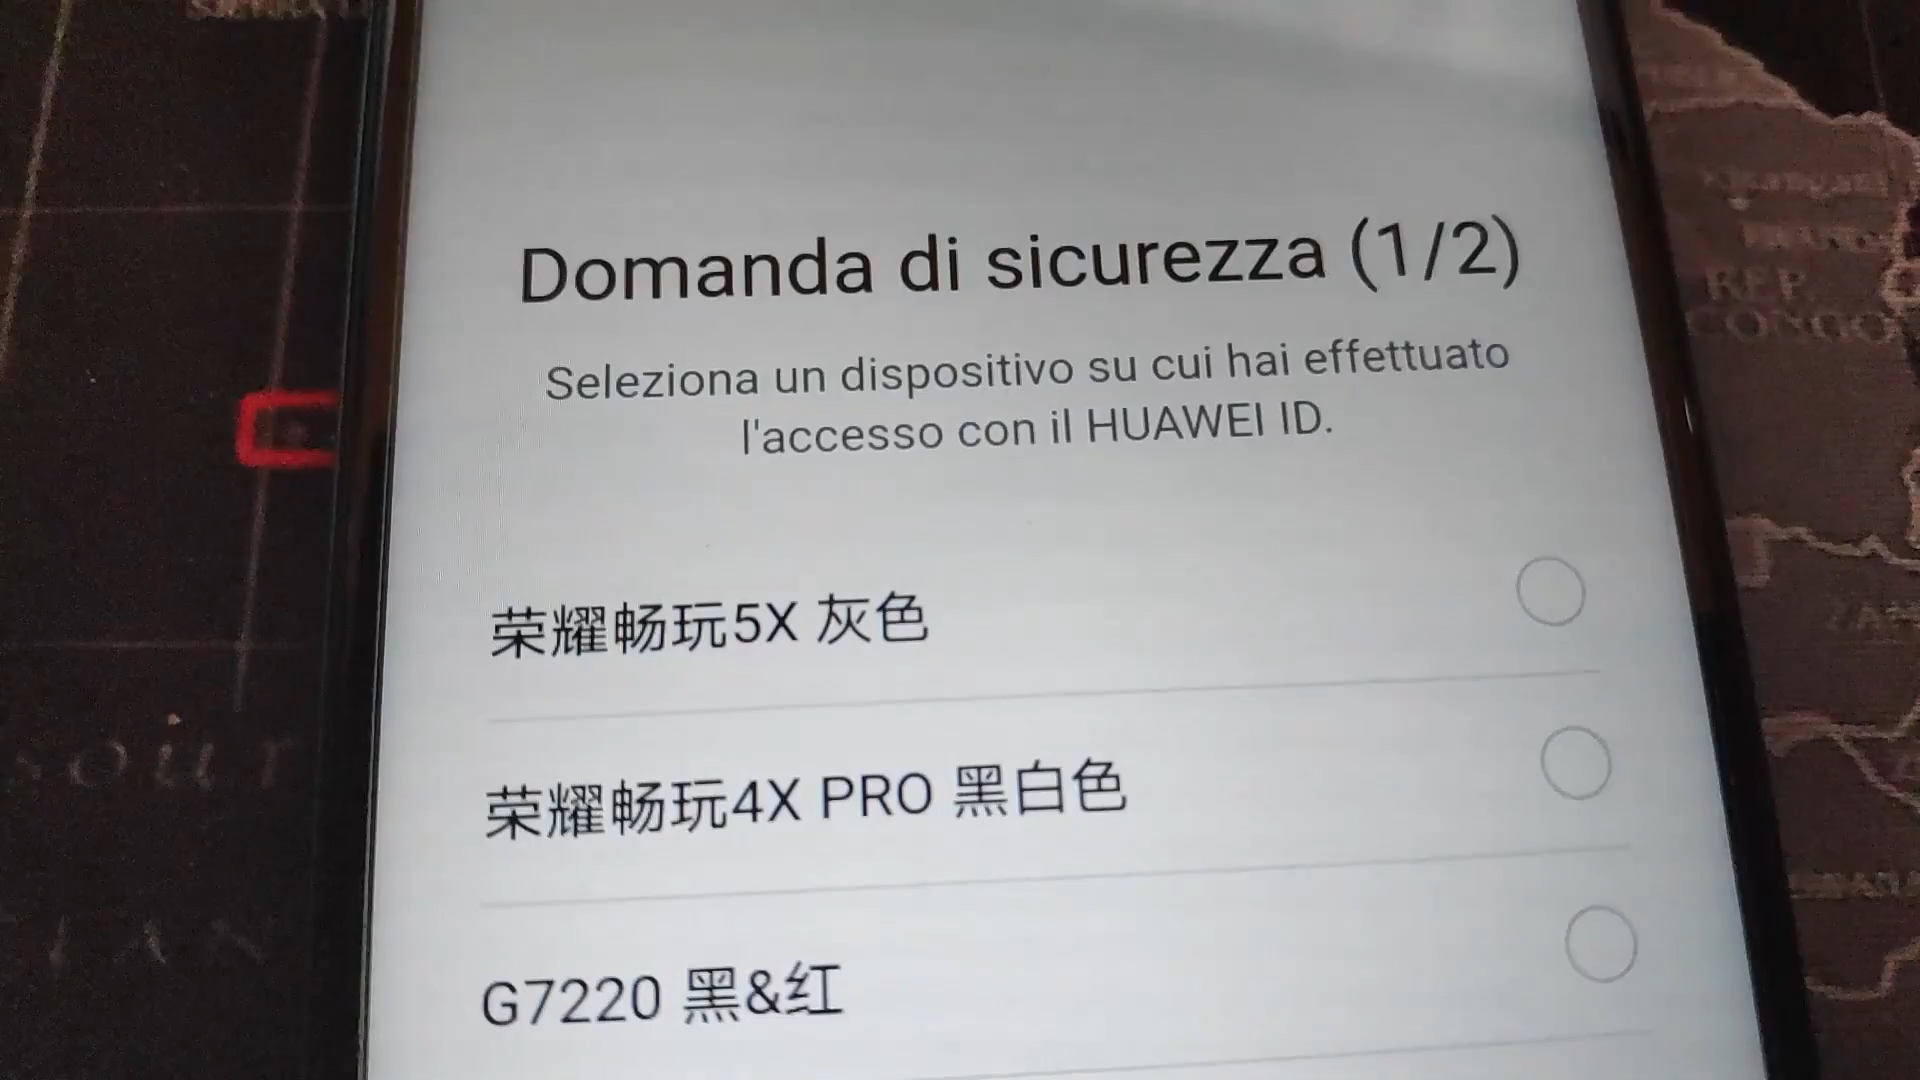 Domanda di sicurezza (1/2)
Seleziona un dispositivo su cui hai effettuato
l'accesso con il HUAWEI ID.
荣耀畅玩5X 灰色
荣耀畅玩4X PRO 黑白色
G7220 黑&红
REP.
CONGO